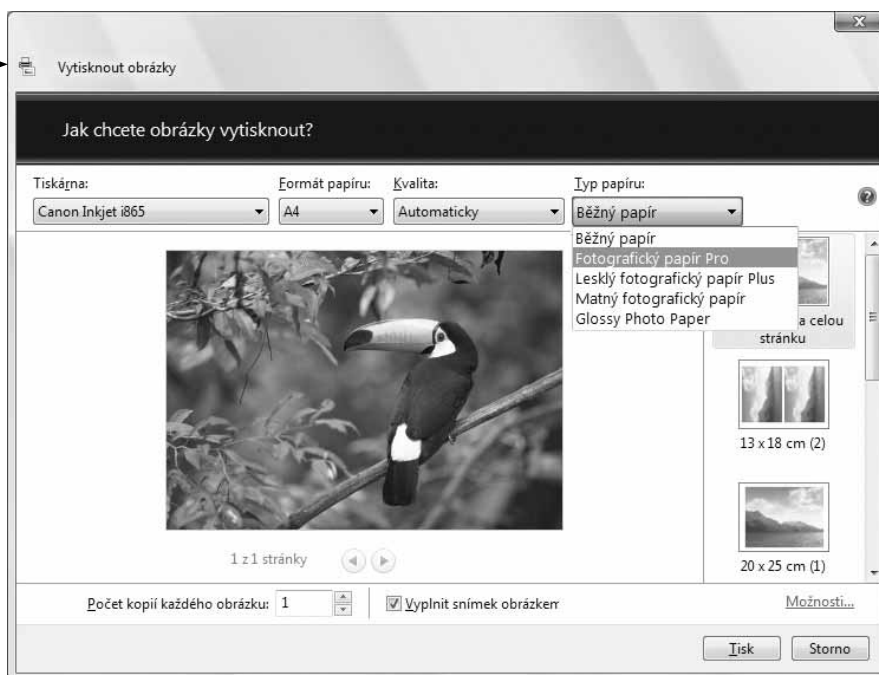 Vytisknout obrázky
Jak chcete obrázky vytisknout?
Tiskárna: Formát papíru: Kvalita: Typ papíru:
Canon Inkjet i865 A4 Automaticky Běžný papír
Běžný papír
Fotografický papír Pro
Lesklý fotografický papír Plus
Matný fotografický papír
Glossy Photo Paper
a celou
stránku
13 x 18 cm (2)
20 x 25 cm (1)
1 z 1 stránky
Počet kopií každého obrázku: 1 Vyplnit snímek obrázkem Možnosti...
Tisk Storno